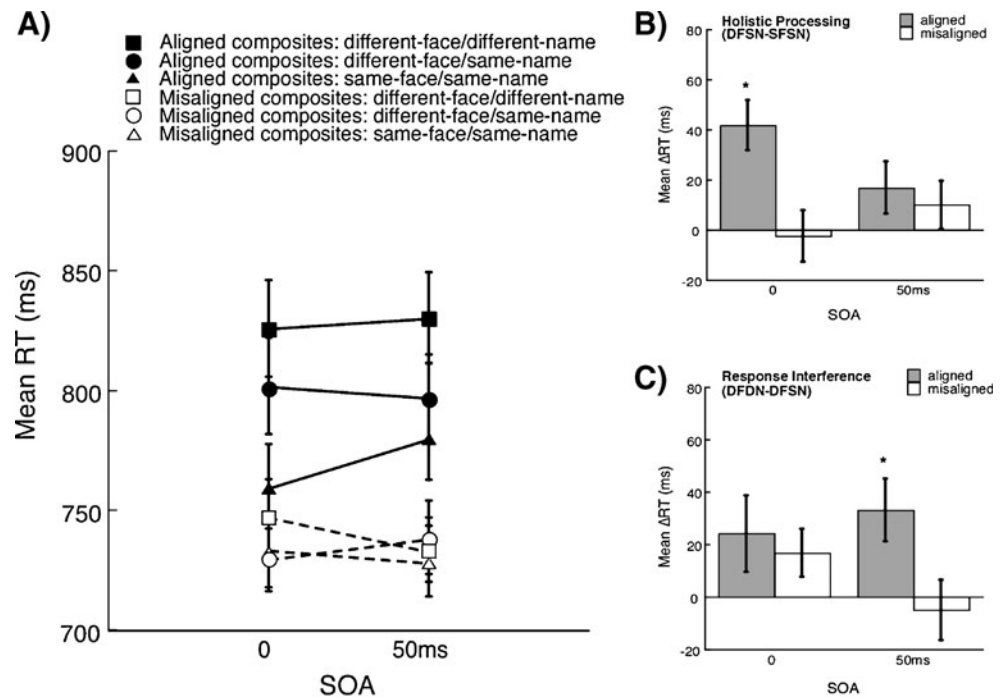 A)
Aligned composites: different-face/different-name
Aligned composites: different-face/same-name
Aligned composites: same-face/same-name
Misaligned composites: different-face/different-name
Misaligned composites: different-face/same-name
Misaligned composites: same-face/same-name
900
850
800
750
700
Mean RT (ms)
0 50ms
SOA
B)
Holistic Processing
(DFSN-SFSN)
aligned
misaligned
80
60
40
20
0
-20
Mean ΔRT (ms)
*
0 50ms
SOA
C)
Response Interference
(DFDN-DFSN)
aligned
misaligned
80
60
40
20
0
-20
Mean ΔRT (ms)
*
0 50ms
SOA